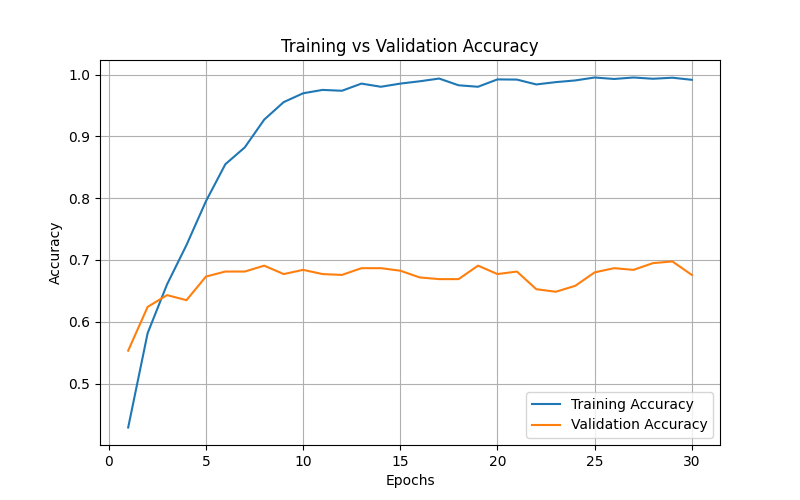 Training vs Validation Accuracy
1.0
0.9
0.8
0.7
0.6
0.5
Accuracy
0 5 10 15 20 25 30
Epochs
Training Accuracy
Validation Accuracy